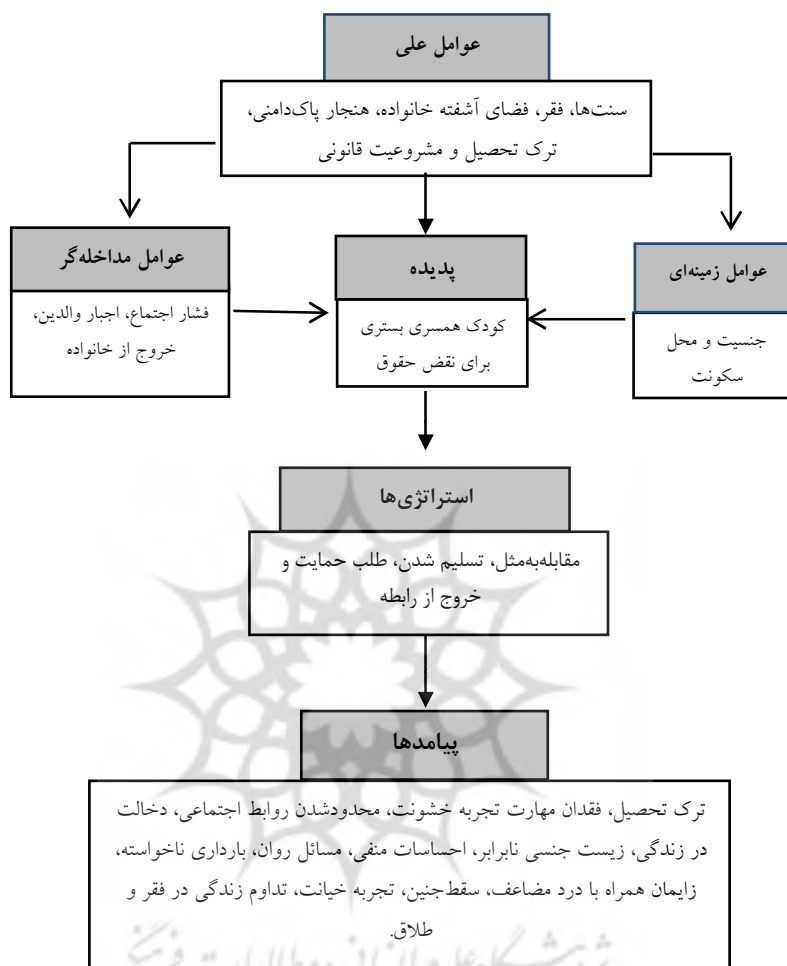 عوامل علی
سنت‌ها، فقر، فضای آشفته خانواده، هنجار پاک‌دامنی،
ترک تحصیل و مشروعیت قانونی
عوامل مداخله‌گر
فشار اجتماع، اجبار والدین،
خروج از خانواده
پدیده
کودک همسری بستری
برای نقض حقوق
عوامل زمینه‌ای
جنسیت و محل
سکونت
استراتژی‌ها
مقابله‌به‌مثل، تسلیم شدن، طلب حمایت و
خروج از رابطه
پیامدها
ترک تحصیل، فقدان مهارت تجربه خشونت، محدودشدن روابط اجتماعی، دخالت
در زندگی، زیست جنسی نابرابر، احساسات منفی، مسائل روان، بارداری ناخواسته،
زایمان همراه با درد مضاعف، سقط‌جنین، تجربه خیانت، تداوم زندگی در فقر و
طلاق.